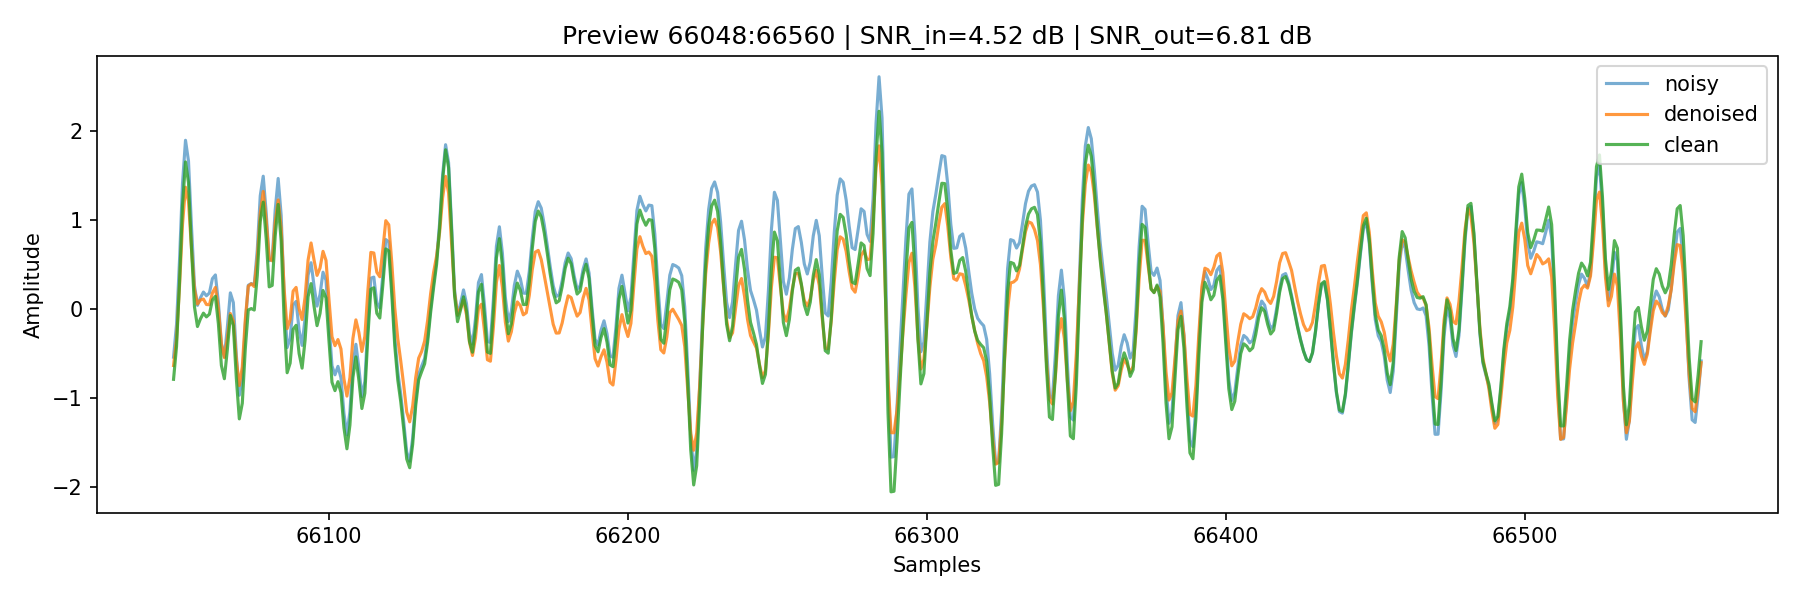 Preview 66048:66560 | SNR_in=4.52 dB | SNR_out=6.81 dB
noisy
denoised
clean
Amplitude
2
1
0
−1
−2
66100 66200 66300 66400 66500
Samples